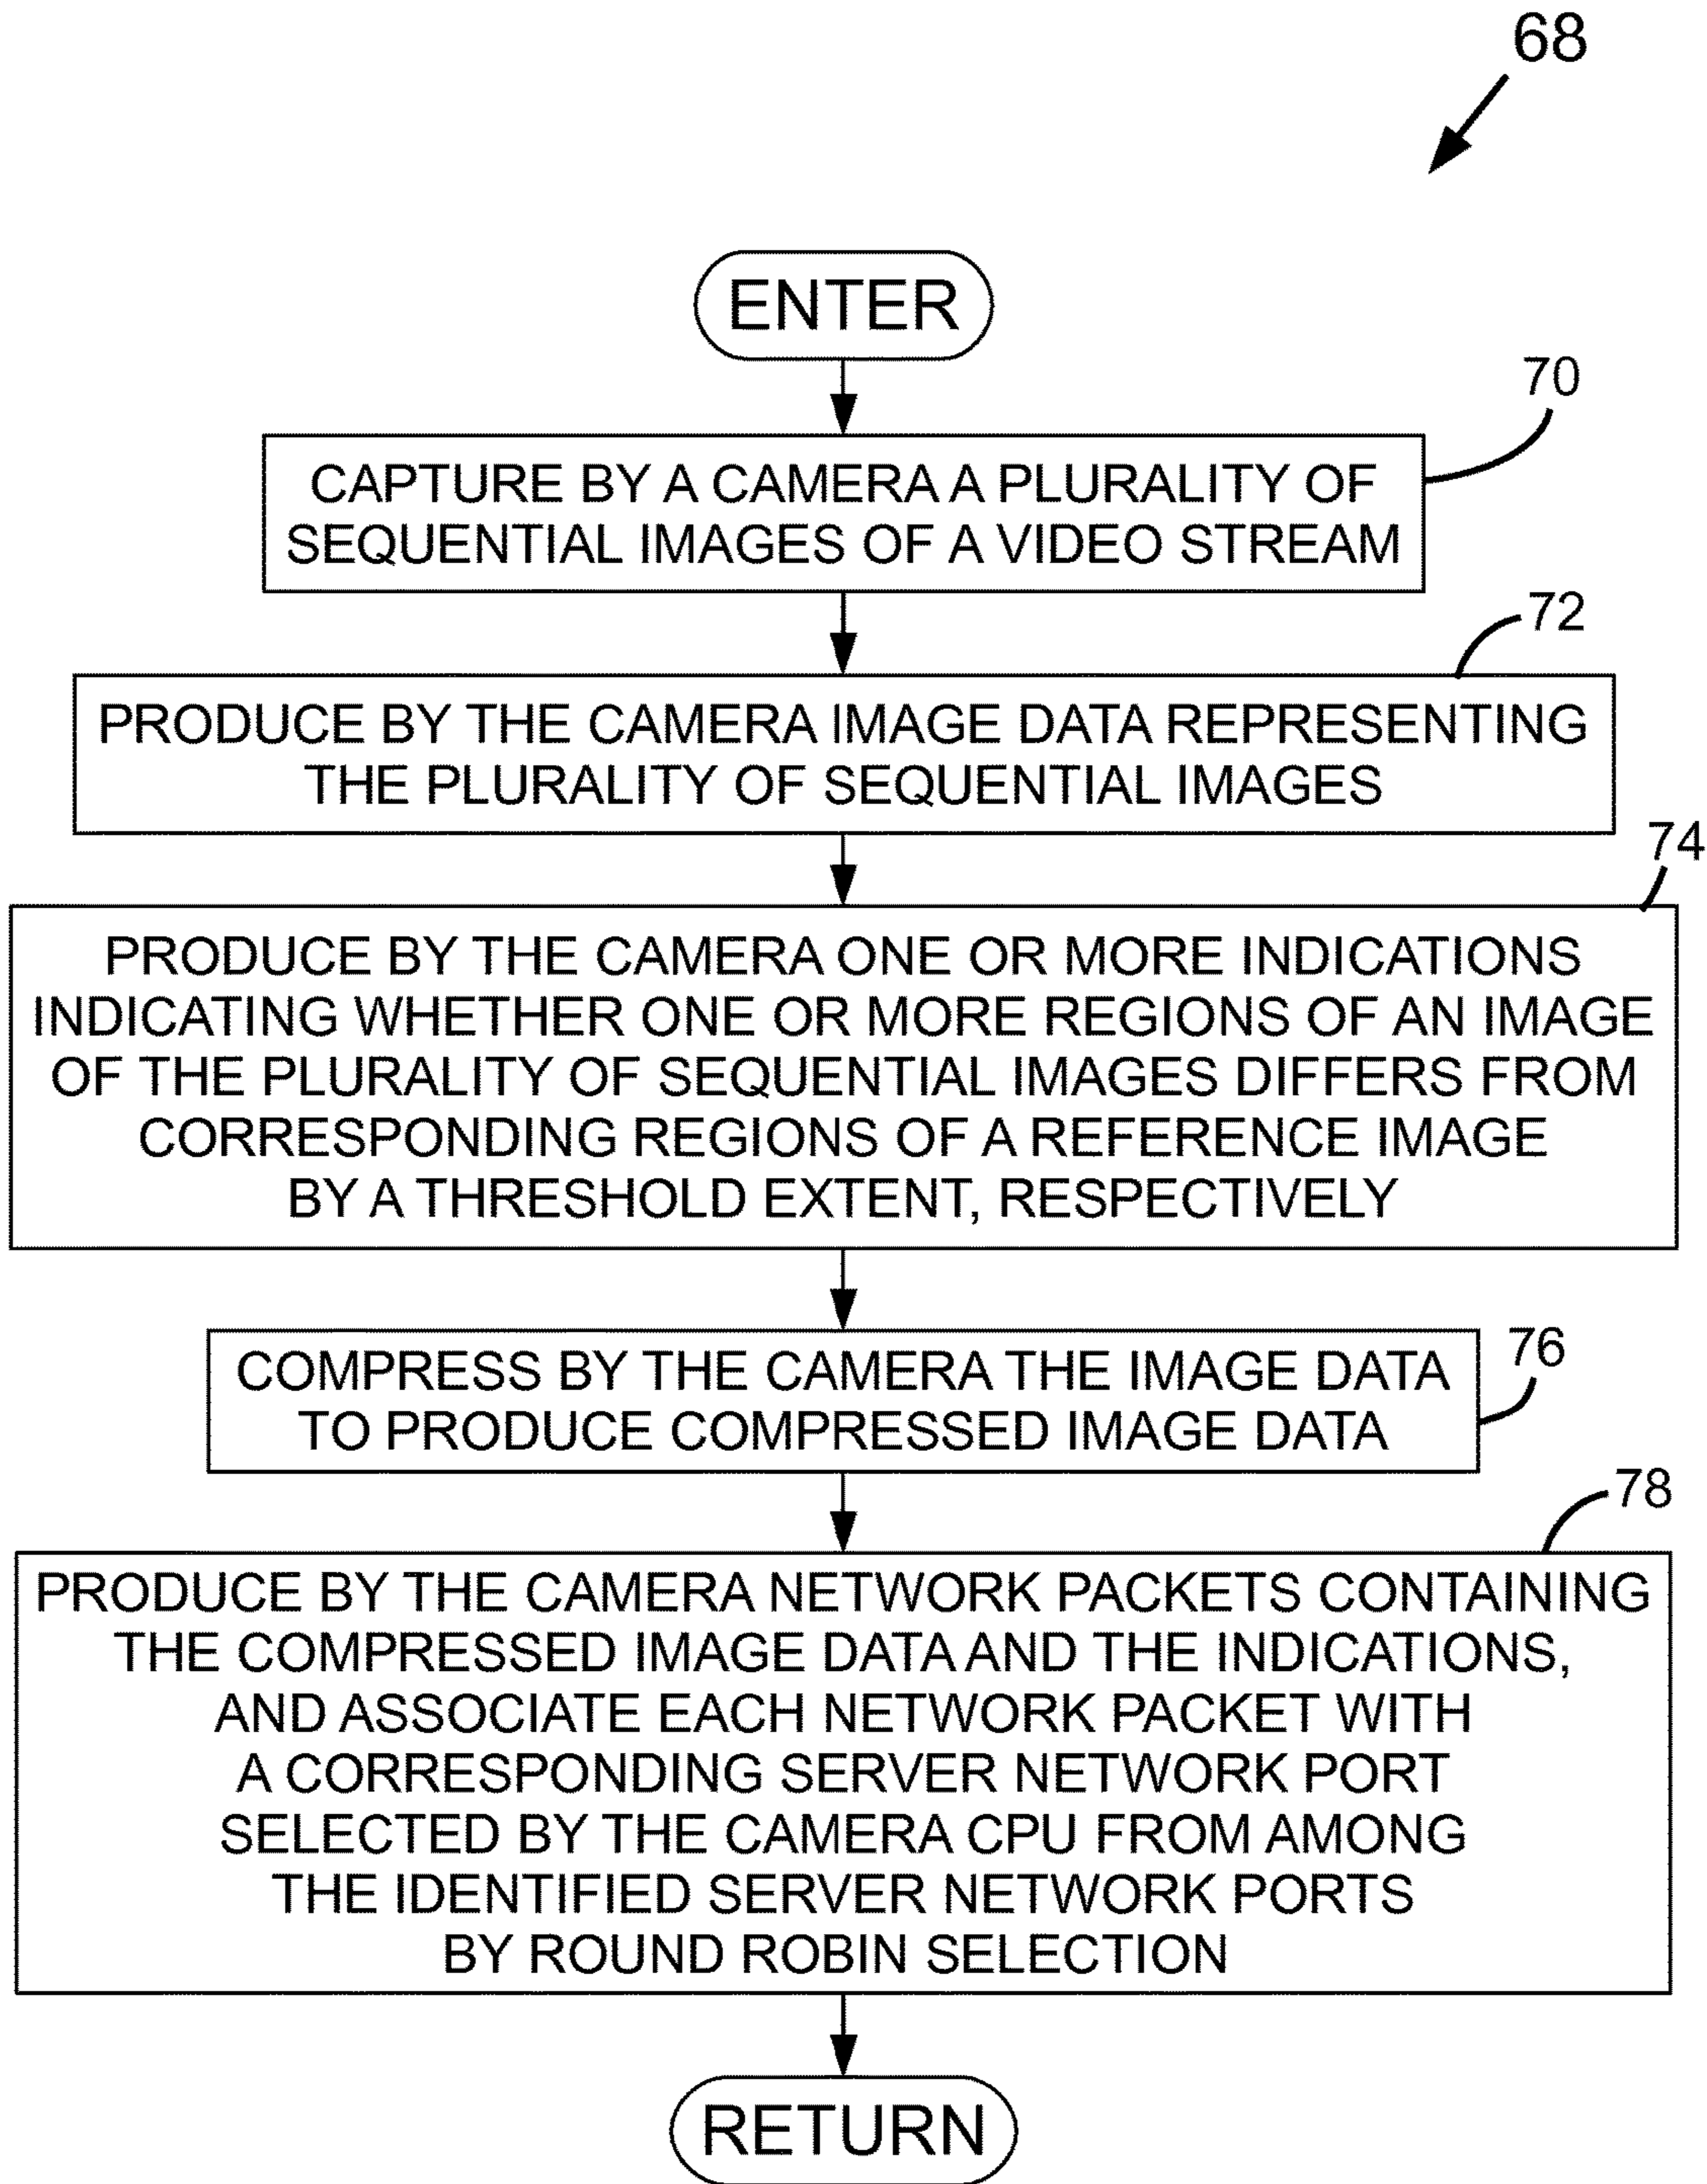 68
ENTER
70
CAPTURE BY A CAMERA A PLURALITY OF
SEQUENTIAL IMAGES OF A VIDEO STREAM
72
PRODUCE BY THE CAMERA IMAGE DATA REPRESENTING
THE PLURALITY OF SEQUENTIAL IMAGES
74
PRODUCE BY THE CAMERA ONE OR MORE INDICATIONS
INDICATING WHETHER ONE OR MORE REGIONS OF AN IMAGE
OF THE PLURALITY OF SEQUENTIAL IMAGES DIFFERS FROM
CORRESPONDING REGIONS OF A REFERENCE IMAGE
BY A THRESHOLD EXTENT, RESPECTIVELY
76
COMPRESS BY THE CAMERA THE IMAGE DATA
TO PRODUCE COMPRESSED IMAGE DATA
78
PRODUCE BY THE CAMERA NETWORK PACKETS CONTAINING
THE COMPRESSED IMAGE DATA AND THE INDICATIONS,
AND ASSOCIATE EACH NETWORK PACKET WITH
A CORRESPONDING SERVER NETWORK PORT
SELECTED BY THE CAMERA CPU FROM AMONG
THE IDENTIFIED SERVER NETWORK PORTS
BY ROUND ROBIN SELECTION
RETURN